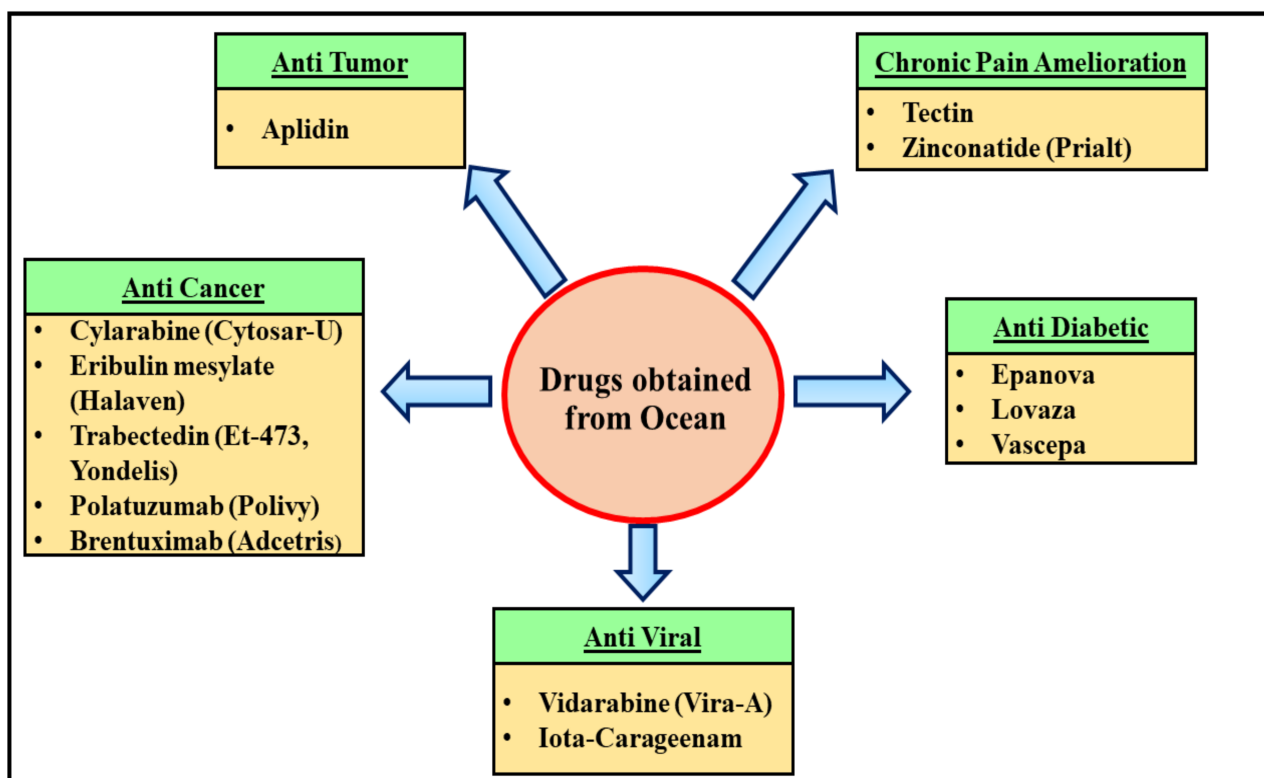 Anti Tumor
• Aplidin
Chronic Pain Amelioration
• Tectin
• Zinconatide (Prialt)
Anti Cancer
• Cylarabine (Cytosar-U)
• Eribulin mesylate
(Halaven)
• Trabectedin (Et-473,
Yondelis)
• Polatuzumab (Polivy)
• Brentuximab (Adcetris)
Drugs obtained
from Ocean
Anti Diabetic
• Epanova
• Lovaza
• Vascepa
Anti Viral
• Vidarabine (Vira-A)
• Iota-Carageenam